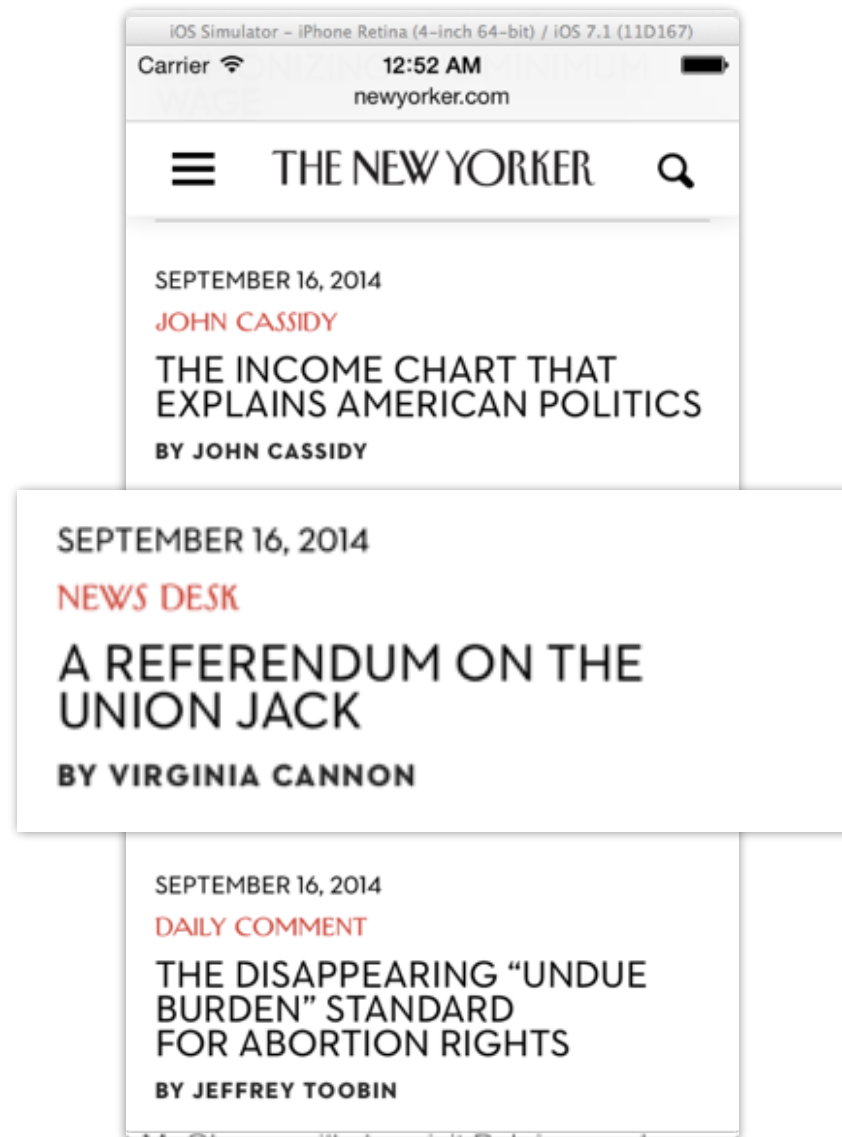 iOS Simulator – iPhone Retina (4-inch 64-bit) / iOS 7.1 (11D167)
Carrier 12:52 AM
newyorker.com
WAGE
THE NEW YORKER
SEPTEMBER 16, 2014
JOHN CASSIDY
THE INCOME CHART THAT
EXPLAINS AMERICAN POLITICS
BY JOHN CASSIDY
SEPTEMBER 16, 2014
NEWS DESK
A REFERENDUM ON THE
UNION JACK
BY VIRGINIA CANNON
SEPTEMBER 16, 2014
DAILY COMMENT
THE DISAPPEARING “UNDUE
BURDEN” STANDARD
FOR ABORTION RIGHTS
BY JEFFREY TOOBIN